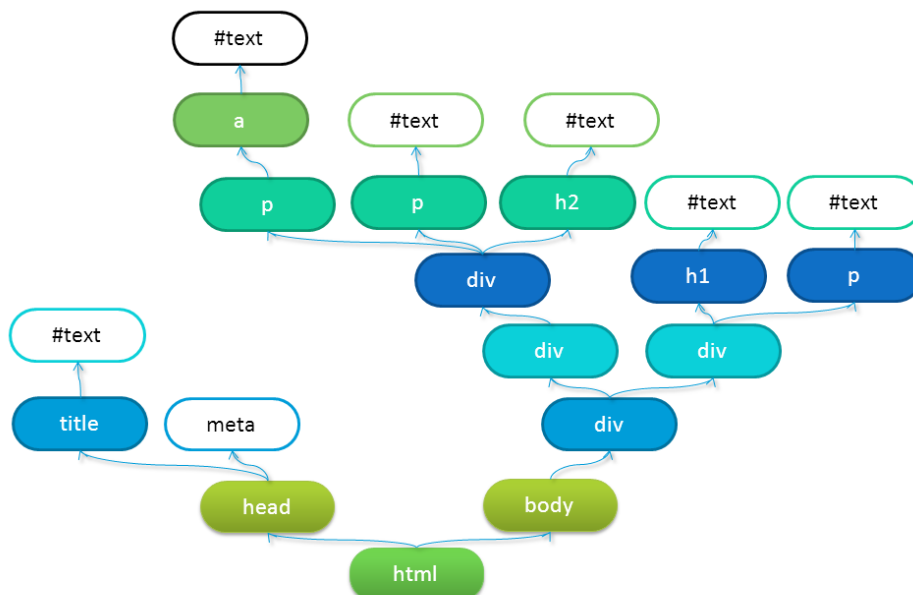 #text
a
#text
#text
p
p
h2
#text
#text
div
h1
p
#text
div
div
title
meta
div
head
body
html